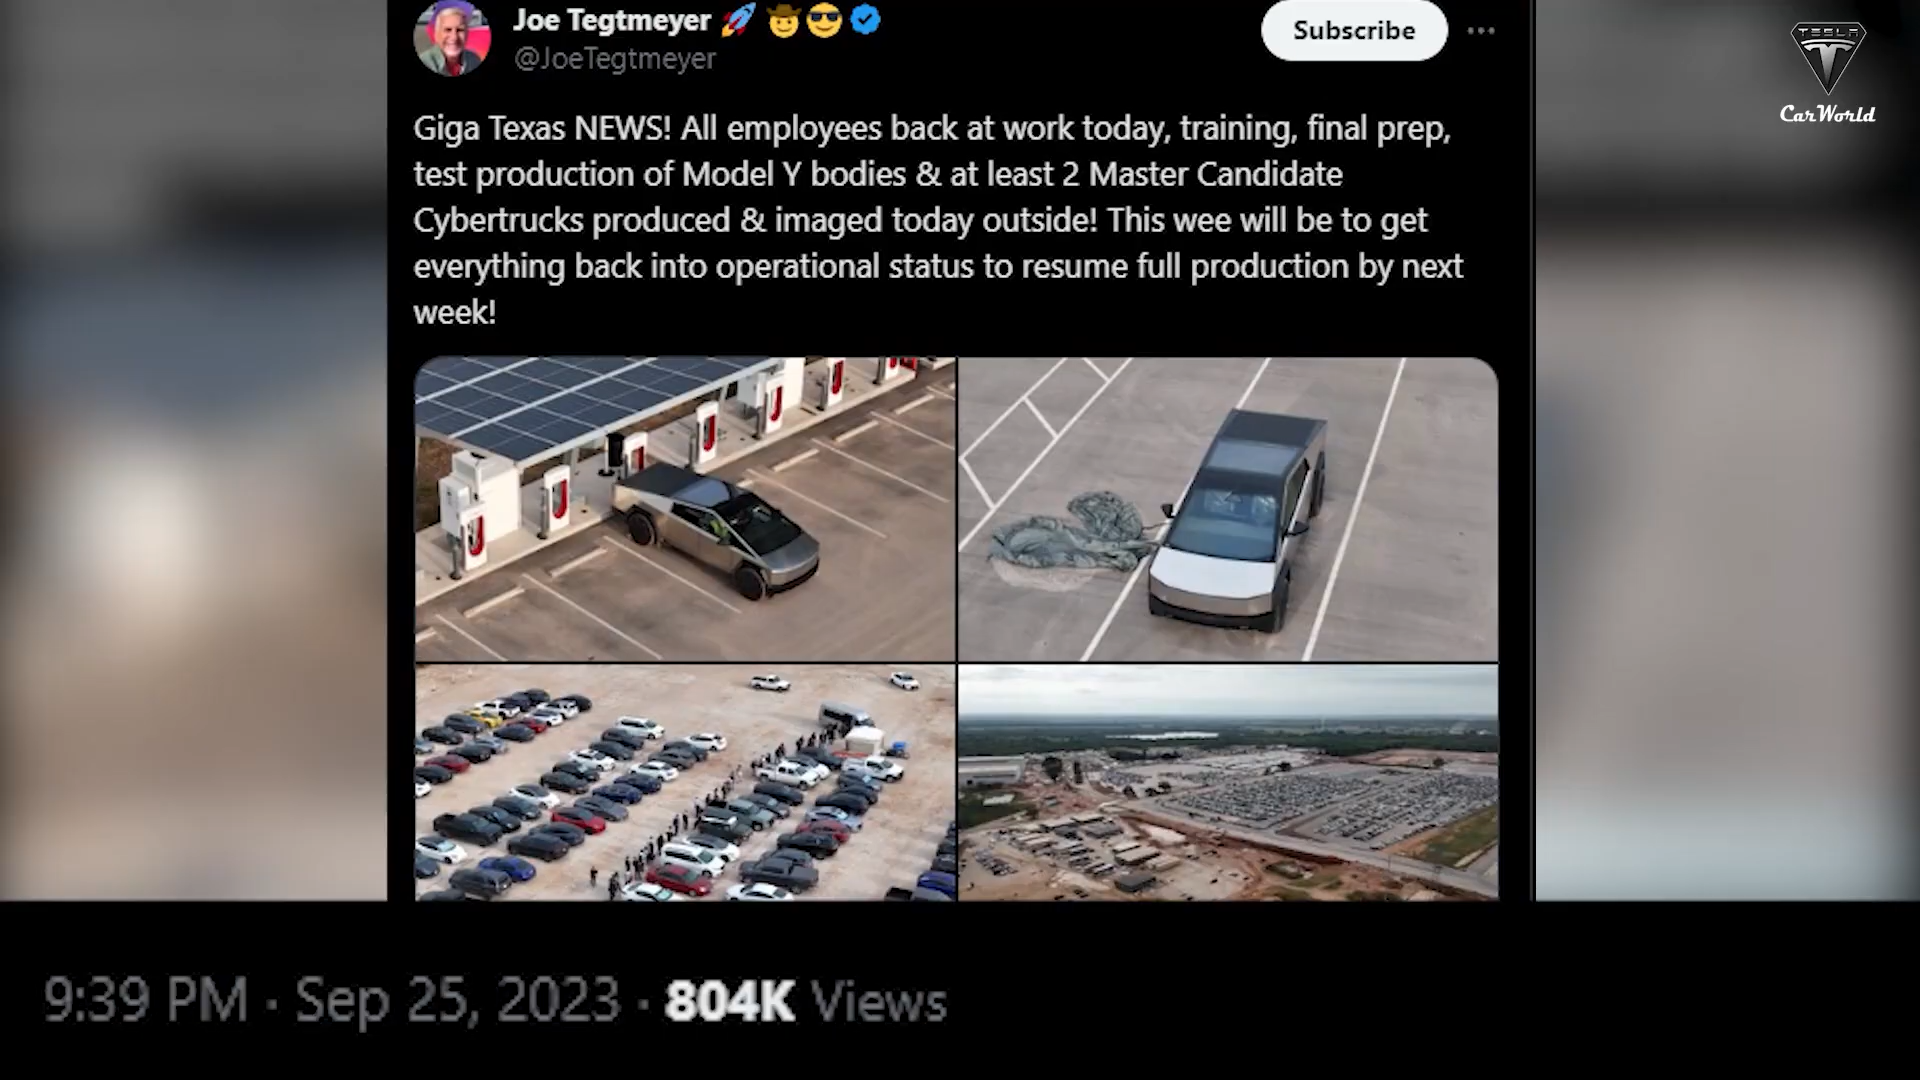 Joe Tegtmeyer 🚀 🤠 😎
@JoeTegtmeyer
Subscribe
TESLA
CarWorld
Giga Texas NEWS! All employees back at work today, training, final prep,
test production of Model Y bodies & at least 2 Master Candidate
Cybertrucks produced & imaged today outside! This wee will be to get
everything back into operational status to resume full production by next
week!
9:39 PM · Sep 25, 2023 · 804K Views